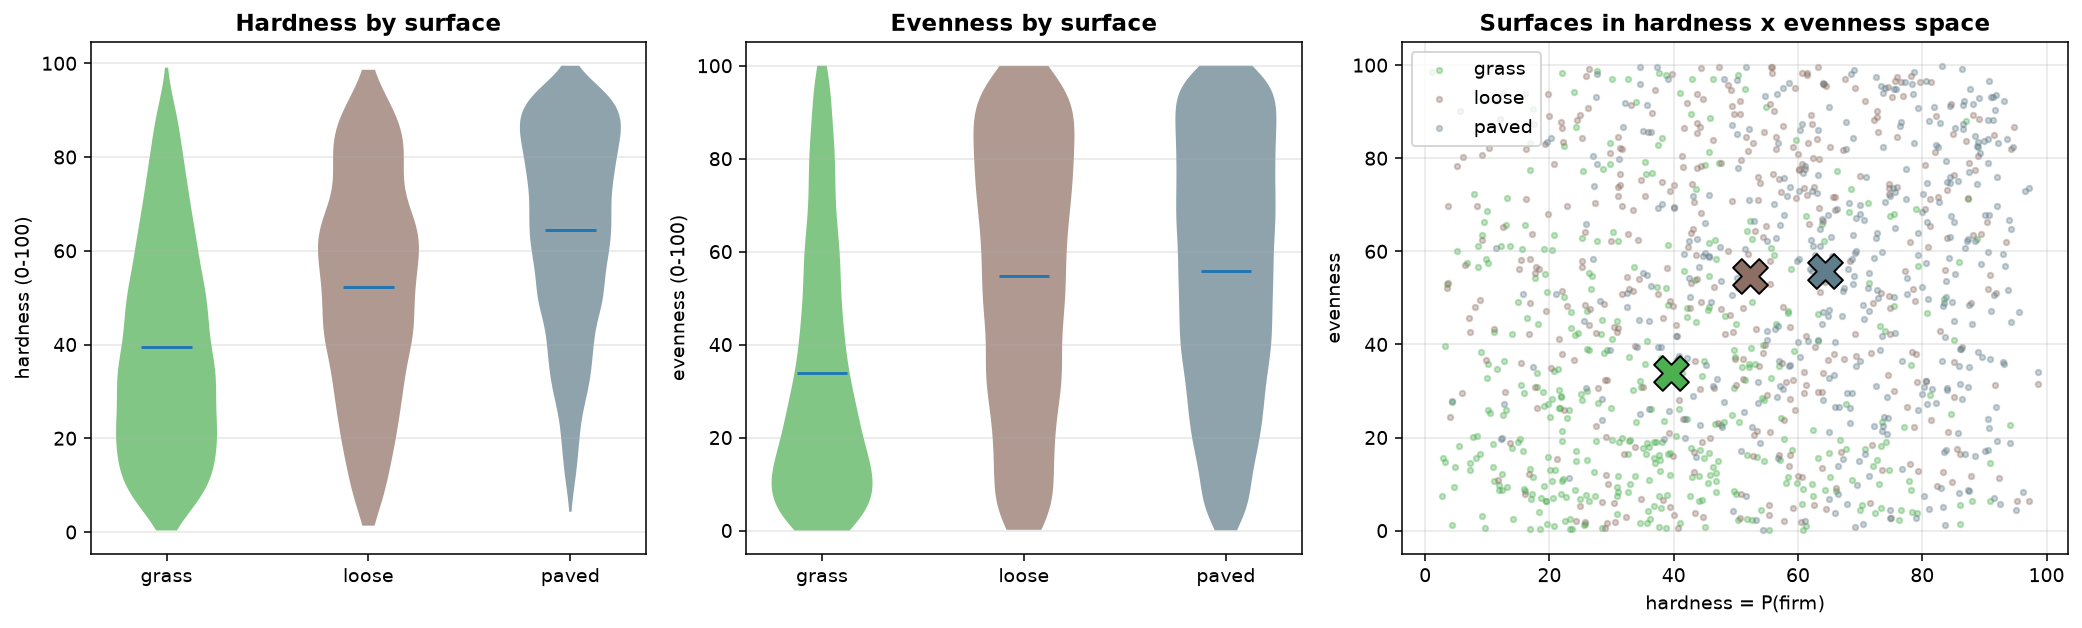 Hardness by surface
hardness (0-100)
100
80
60
40
20
0
grass
loose
paved
Evenness by surface
evenness (0-100)
100
80
60
40
20
0
grass
loose
paved
Surfaces in hardness x evenness space
evenness
100
80
60
40
20
0
grass
loose
paved
0
20
40
60
80
100
hardness = P(firm)